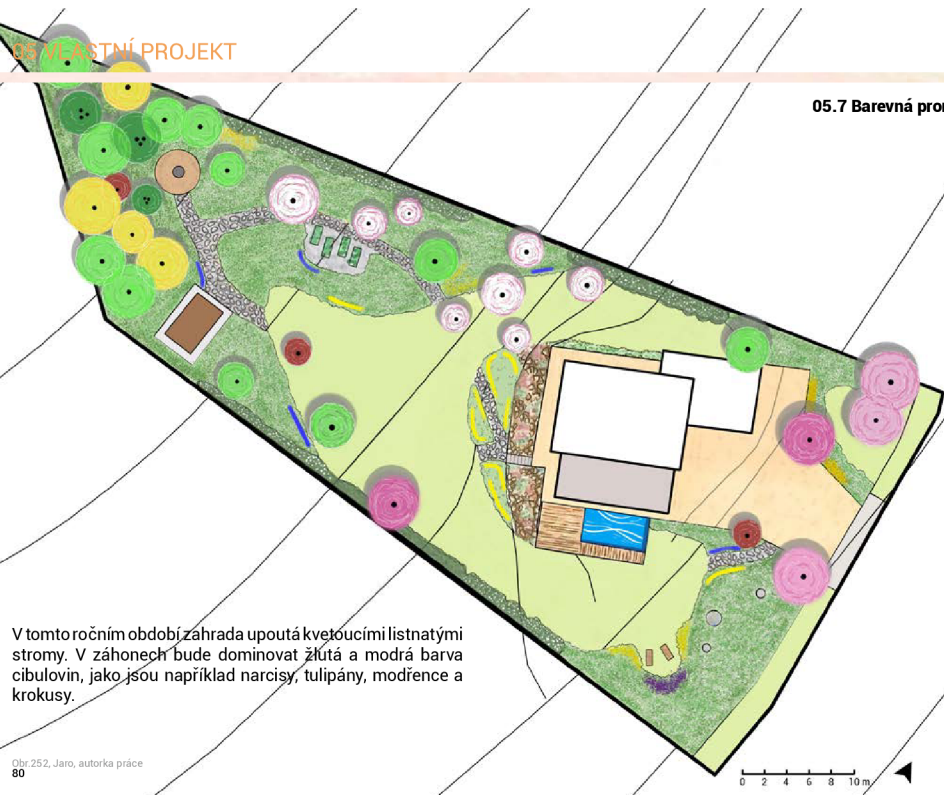 05 VLASTNÍ PROJEKT
05.7 Barevná
V tomto ročním období zahrada upoutá kvetoucími listnatými
stromy. V záhonech bude dominovat žlutá a modrá barva
cibulovin, jako jsou například narcisy, tulipány, modřence a
krokusy.
Obr.252, Jaro, autorka práce
80
0 2 4 6 8 10 m